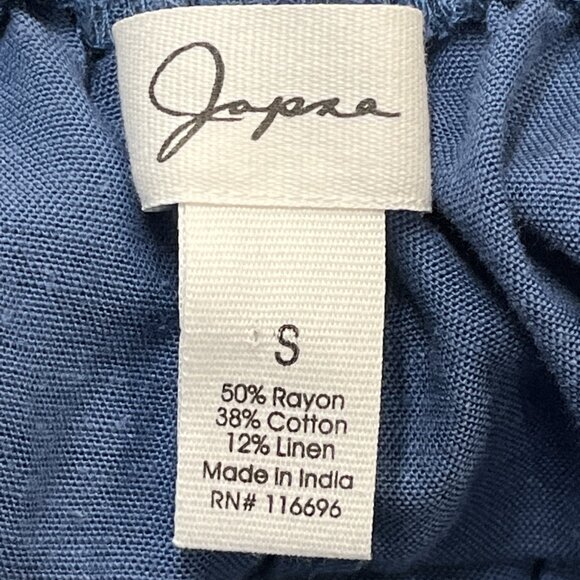 Japna
S
50% Rayon
38% Cotton
12% Linen
Made in India
RN# 116696